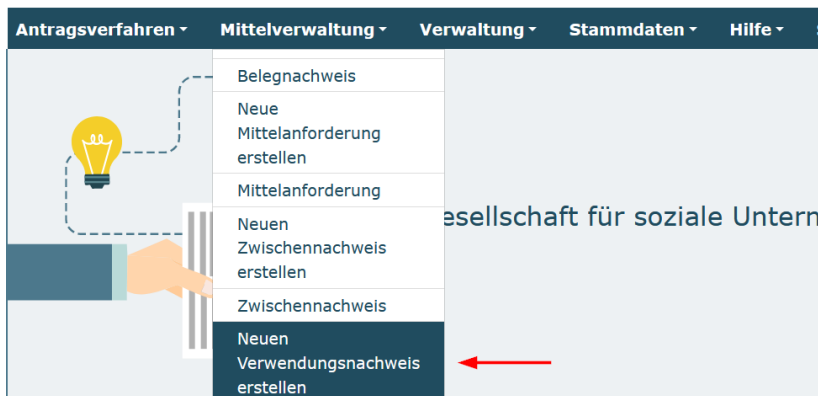 Antragsverfahren Mittelverwaltung Verwaltung Stammdaten Hilfe
Belegnachweis
Neue
Mittelanforderung
erstellen
Mittelanforderung
Neuen
Zwischennachweis
erstellen
esellschaft für soziale Untern
Zwischennachweis
Neuen
Verwendungsnachweis
erstellen